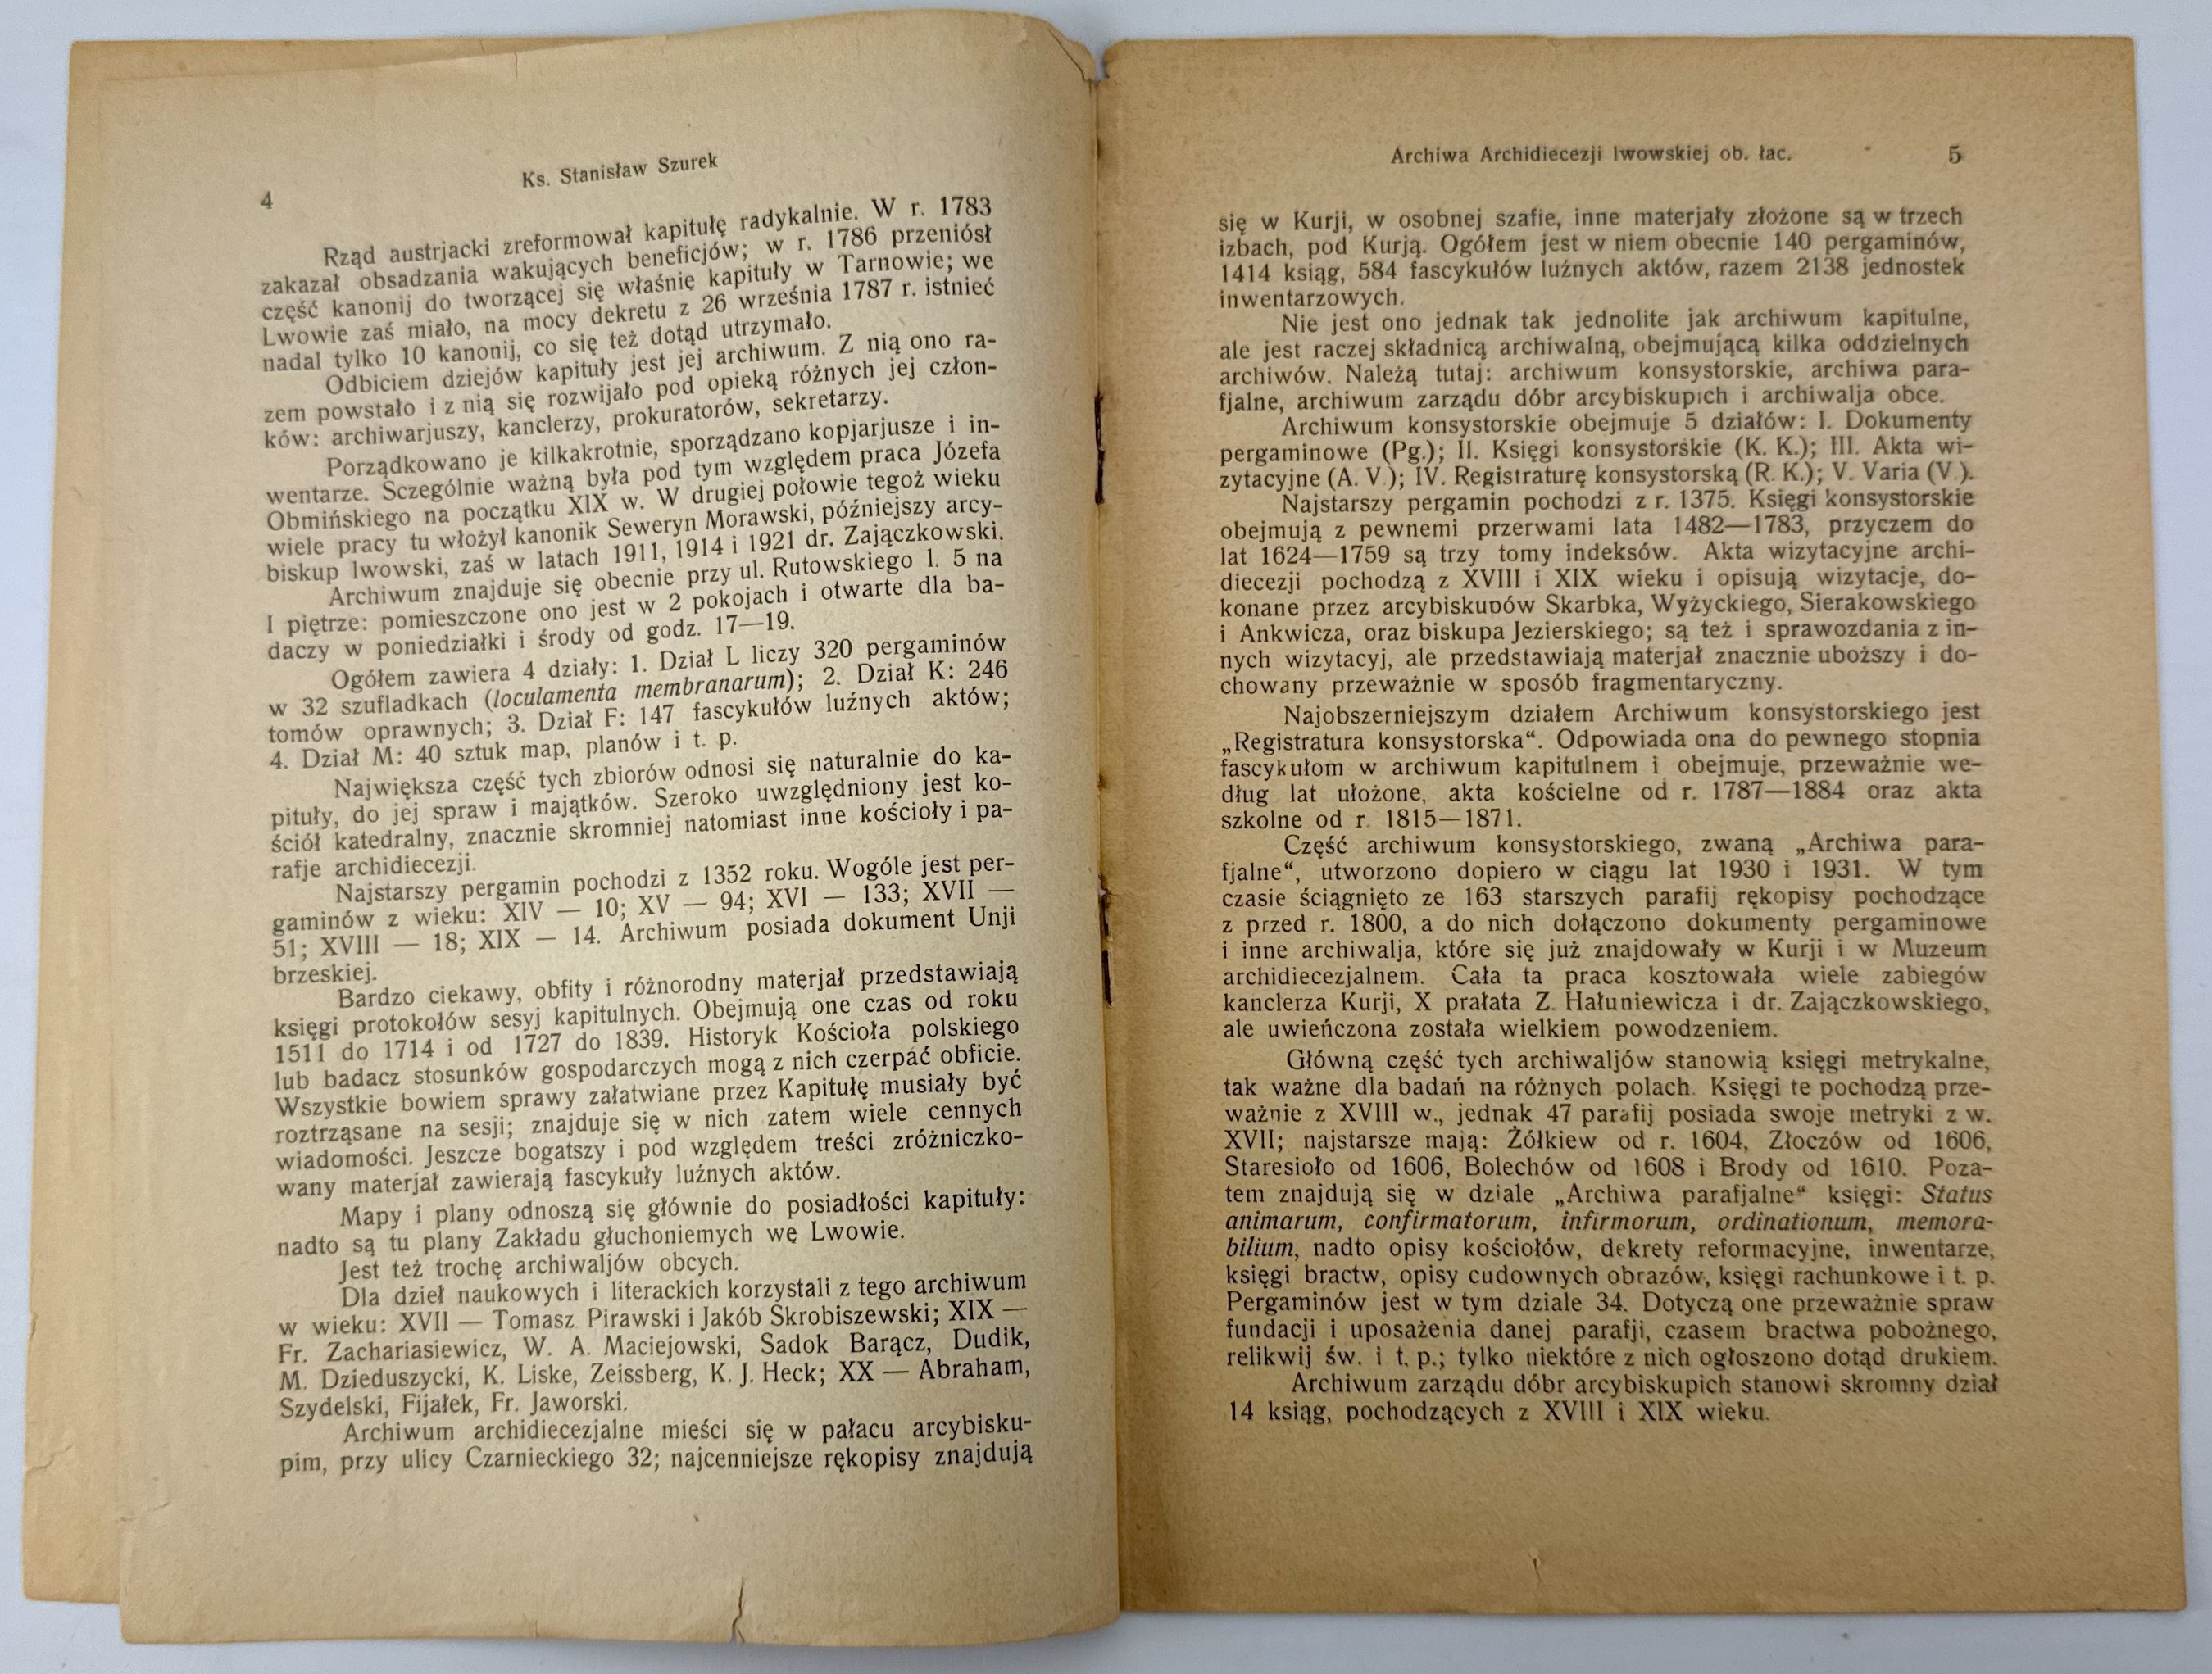 4
Ks. Stanisław Szurek
Rząd austrjacki zreformował kapitułę radykalnie. W r. 1783
zakazał obsadzania wakujących beneficjów; w r. 1786 przeniósł
część kanonij do tworzącej się właśnie kapituły w Tarnowie; we
Lwowie zaś miało, na mocy dekretu z 26 września 1787 r. istnieć
nadal tylko 10 kanonij, co się też dotąd utrzymało.
Odbiciem dziejów kapituły jest jej archiwum. Z nią ono ra-
zem powstało i z nią się rozwijało pod opieką różnych jej człon-
ków: archiwarjuszy, kanclerzy, prokuratorów, sekretarzy.
Porządkowano je kilkakrotnie, sporządzano kopjarjusze i in-
wentarze. Sczególnie ważną była pod tym względem praca Józefa
Obmińskiego na początku XIX w. W drugiej połowie tegoż wieku
wiele pracy tu włożył kanonik Seweryn Morawski, późniejszy arcy-
biskup lwowski, zaś w latach 1911, 1914 i 1921 dr. Zajączkowski.
Archiwum znajduje się obecnie przy ul. Rutowskiego l. 5 na
I piętrze: pomieszczone ono jest w 2 pokojach i otwarte dla ba-
daczy w poniedziałki i środy od godz. 17—19.
Ogółem zawiera 4 działy: 1. Dział L liczy 320 pergaminów
w 32 szufladkach (loculamenta membranarum); 2. Dział K: 246
tomów oprawnych; 3. Dział F: 147 fascykułów luźnych aktów;
4. Dział M: 40 sztuk map, planów i t. p.
Największa część tych zbiorów odnosi się naturalnie do ka-
pituły, do jej spraw i majątków. Szeroko uwzględniony jest ko-
ściół katedralny, znacznie skromniej natomiast inne kościoły i pa-
rafje archidiecezji.
Najstarszy pergamin pochodzi z 1352 roku. Wogóle jest per-
gaminów z wieku: XIV — 10; XV — 94; XVI — 133; XVII —
51; XVIII — 18; XIX — 14. Archiwum posiada dokument Unji
brzeskiej.
Bardzo ciekawy, obfity i różnorodny materjał przedstawiają
księgi protokołów sesyj kapitulnych. Obejmują one czas od roku
1511 do 1714 i od 1727 do 1839. Historyk Kościoła polskiego
lub badacz stosunków gospodarczych mogą z nich czerpać obficie.
Wszystkie bowiem sprawy załatwiane przez Kapitułę musiały być
roztrząsane na sesji; znajduje się w nich zatem wiele cennych
wiadomości. Jeszcze bogatszy i pod względem treści zróżniczko-
wany materjał zawierają fascykuły luźnych aktów.
Mapy i plany odnoszą się głównie do posiadłości kapituły:
nadto są tu plany Zakładu głuchoniemych wę Lwowie.
Jest też trochę archiwaljów obcych.
Dla dzieł naukowych i literackich korzystali z tego archiwum
w wieku: XVII — Tomasz Pirawski i Jakób Skrobiszewski; XIX —
Fr. Zachariasiewicz, W. A. Maciejowski, Sadok Barącz, Dudik,
M. Dzieduszycki, K. Liske, Zeissberg, K. J. Heck; XX — Abraham,
Szydelski, Fijałek, Fr. Jaworski.
Archiwum archidiecezjalne mieści się w pałacu arcybisku-
pim, przy ulicy Czarnieckiego 32; najcenniejsze rękopisy znajdują
Archiwa Archidiecezji lwowskiej ob. łac.
5
się w Kurji, w osobnej szafie, inne materjały złożone są w trzech
izbach, pod Kurją. Ogółem jest w niem obecnie 140 pergaminów,
1414 ksiąg, 584 fascykułów luźnych aktów, razem 2138 jednostek
inwentarzowych.
Nie jest ono jednak tak jednolite jak archiwum kapitulne,
ale jest raczej składnicą archiwalną, obejmującą kilka oddzielnych
archiwów. Należą tutaj: archiwum konsystorskie, archiwa para-
fjalne, archiwum zarządu dóbr arcybiskupich i archiwalja obce.
Archiwum konsystorskie obejmuje 5 działów: I. Dokumenty
pergaminowe (Pg.); II. Księgi konsystorskie (K. K.); III. Akta wi-
zytacyjne (A. V.); IV. Registraturę konsystorską (R. K.); V. Varia (V.).
Najstarszy pergamin pochodzi z r. 1375. Księgi konsystorskie
obejmują z pewnemi przerwami lata 1482—1783, przyczem do
lat 1624—1759 są trzy tomy indeksów. Akta wizytacyjne archi-
diecezji pochodzą z XVIII i XIX wieku i opisują wizytacje, do-
konane przez arcybiskupów Skarbka, Wyżyckiego, Sierakowskiego
i Ankwicza, oraz biskupa Jezierskiego; są też i sprawozdania z in-
nych wizytacyj, ale przedstawiają materjał znacznie uboższy i do-
chowany przeważnie w sposób fragmentaryczny.
Najobszerniejszym działem Archiwum konsystorskiego jest
„Registratura konsystorska“. Odpowiada ona do pewnego stopnia
fascykułom w archiwum kapitulnem i obejmuje, przeważnie we-
dług lat ułożone, akta kościelne od r. 1787—1884 oraz akta
szkolne od r. 1815—1871.
Część archiwum konsystorskiego, zwaną „Archiwa para-
fjalne“, utworzono dopiero w ciągu lat 1930 i 1931. W tym
czasie ściągnięto ze 163 starszych parafij rękopisy pochodzące
z przed r. 1800, a do nich dołączono dokumenty pergaminowe
i inne archiwalja, które się już znajdowały w Kurji i w Muzeum
archidiecezjalnem. Cała ta praca kosztowała wiele zabiegów
kanclerza Kurji, X prałata Z. Hałuniewicza i dr. Zajączkowskiego,
ale uwieńczona została wielkiem powodzeniem.
Główną część tych archiwaljów stanowią księgi metrykalne,
tak ważne dla badań na różnych polach. Księgi te pochodzą prze-
ważnie z XVIII w., jednak 47 parafij posiada swoje metryki z w.
XVII; najstarsze mają: Żółkiew od r. 1604, Złoczów od 1606,
Staresioło od 1606, Bolechów od 1608 i Brody od 1610. Poza-
tem znajdują się w dziale „Archiwa parafjalne“ księgi: Status
animarum, confirmatorum, infirmorum, ordinationum, memora-
bilium, nadto opisy kościołów, dekrety reformacyjne, inwentarze,
księgi bractw, opisy cudownych obrazów, księgi rachunkowe i t. p.
Pergaminów jest w tym dziale 34. Dotyczą one przeważnie spraw
fundacji i uposażenia danej parafji, czasem bractwa pobożnego,
relikwij św. i t. p.; tylko niektóre z nich ogłoszono dotąd drukiem.
Archiwum zarządu dóbr arcybiskupich stanowi skromny dział
14 ksiąg, pochodzących z XVIII i XIX wieku.